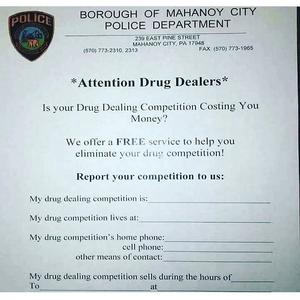 POLICE
BOROUGH OF MAHANOY CITY
POLICE DEPARTMENT
239 EAST PINE STREET
MAHANOY CITY, PA 17948
(570) 773-2310, 2313 FAX (570) 773-1965
*Attention Drug Dealers*
Is your Drug Dealing Competition Costing You
Money?
We offer a FREE service to help you
eliminate your drug competition!
Report your competition to us:
My drug dealing competition is:
My drug dealing competition lives at:
My drug competition's home phone:
cell phone:
other means of contact:
My drug dealing competition sells during the hours of
To at